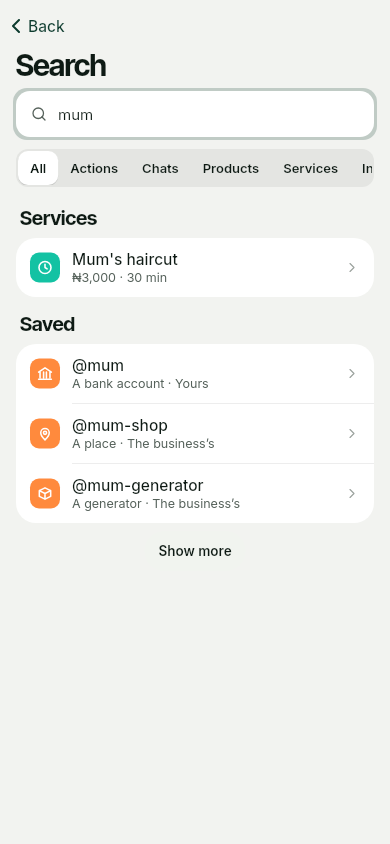 Back
Search
mum
All Actions Chats Products Services In
Services
Mum's haircut
₦3,000 · 30 min
Saved
@mum
A bank account · Yours
@mum-shop
A place · The business’s
@mum-generator
A generator · The business’s
Show more